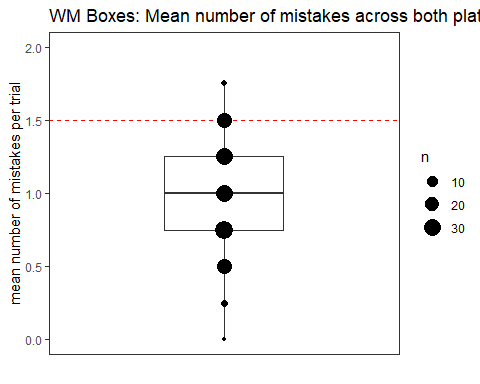 WM Boxes: Mean number of mistakes across both plat
mean number of mistakes per trial
2.0
1.5
1.0
0.5
0.0
n
10
20
30